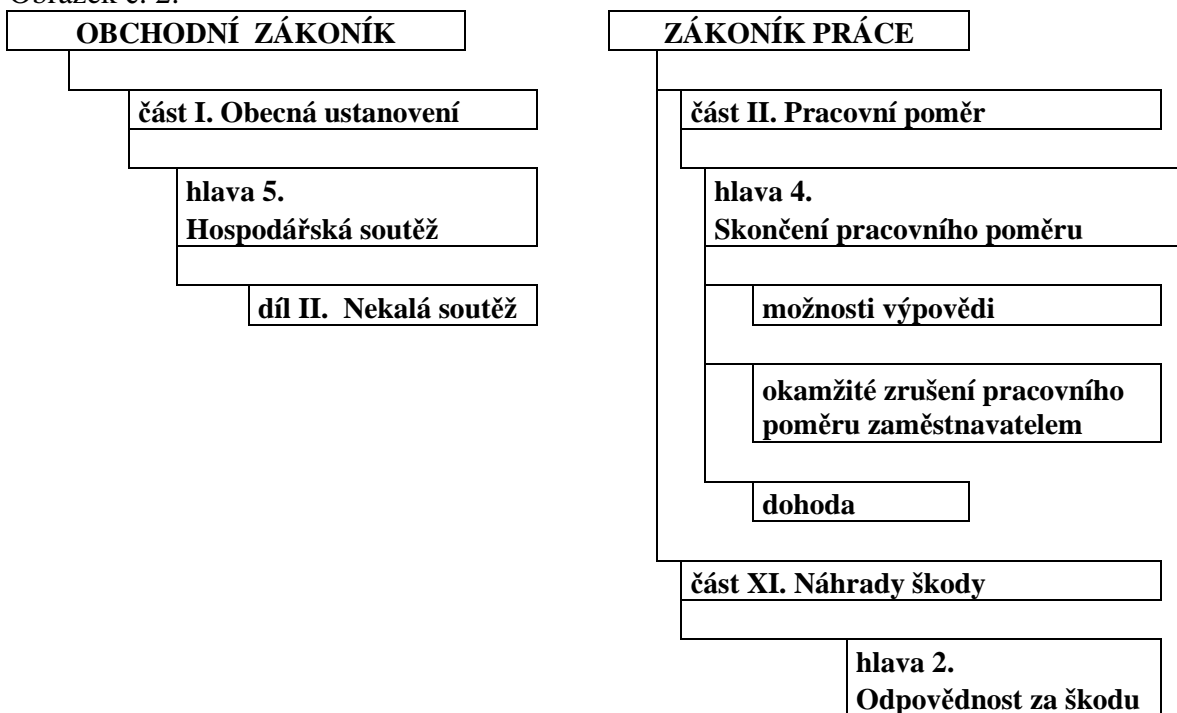 Obrázek č. 2:
OBCHODNÍ ZÁKONÍK
část I. Obecná ustanovení
hlava 5.
Hospodářská soutěž
díl II. Nekalá soutěž
ZÁKONÍK PRÁCE
část II. Pracovní poměr
hlava 4.
Skončení pracovního poměru
možnosti výpovědi
okamžité zrušení pracovního
poměru zaměstnavatelem
dohoda
část XI. Náhrady škody
hlava 2.
Odpovědnost za škodu